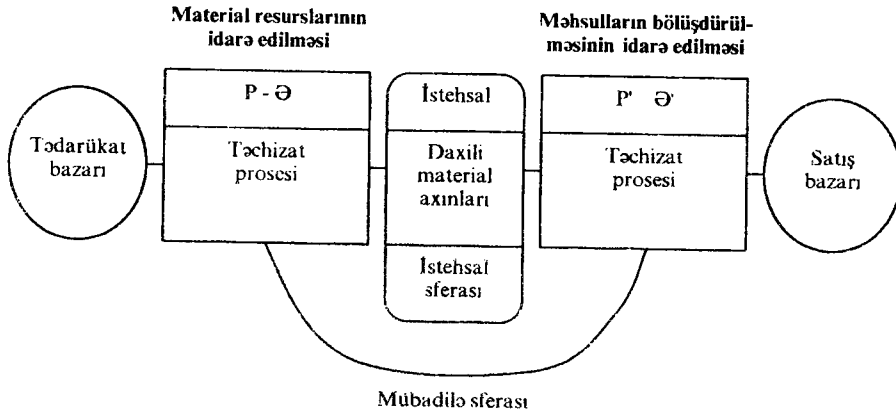 Material resurslarının
idarə edilməsi
Məhsulların bölüşdürül-
məsinin idarə edilməsi
P - Ə
İstehsal
P' Ə'
Tədarükat
bazarı
Təchizat
prosesi
Daxili
material
axınları
Təchizat
prosesi
Satış
bazarı
İstehsal
sferası
Mübadilə sferası